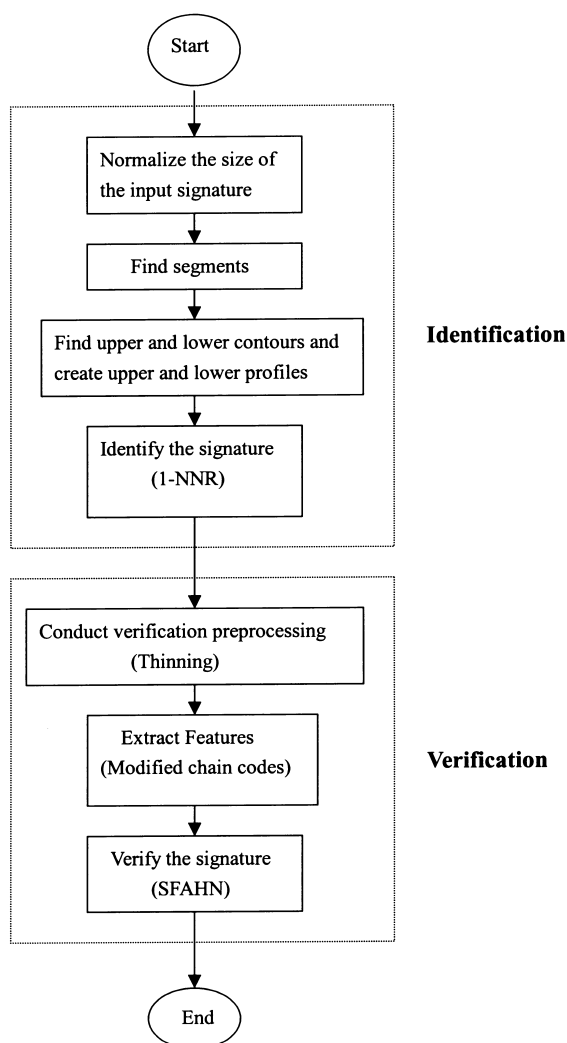 Start
Normalize the size of
the input signature
Find segments
Find upper and lower contours and
create upper and lower profiles
Identification
Identify the signature
(1-NNR)
Conduct verification preprocessing
(Thinning)
Extract Features
(Modified chain codes)
Verification
Verify the signature
(SFAHN)
End